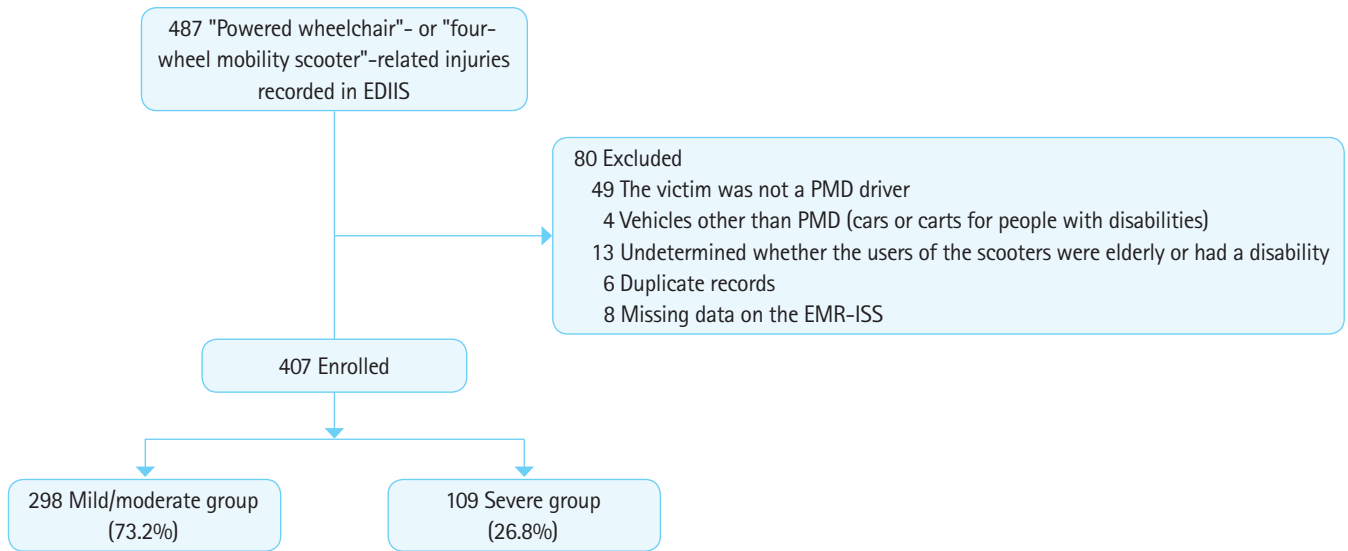 487 "Powered wheelchair"- or "four-
wheel mobility scooter"-related injuries
recorded in EDIIS
80 Excluded
49 The victim was not a PMD driver
4 Vehicles other than PMD (cars or carts for people with disabilities)
13 Undetermined whether the users of the scooters were elderly or had a disability
6 Duplicate records
8 Missing data on the EMR-ISS
407 Enrolled
298 Mild/moderate group
(73.2%)
109 Severe group
(26.8%)